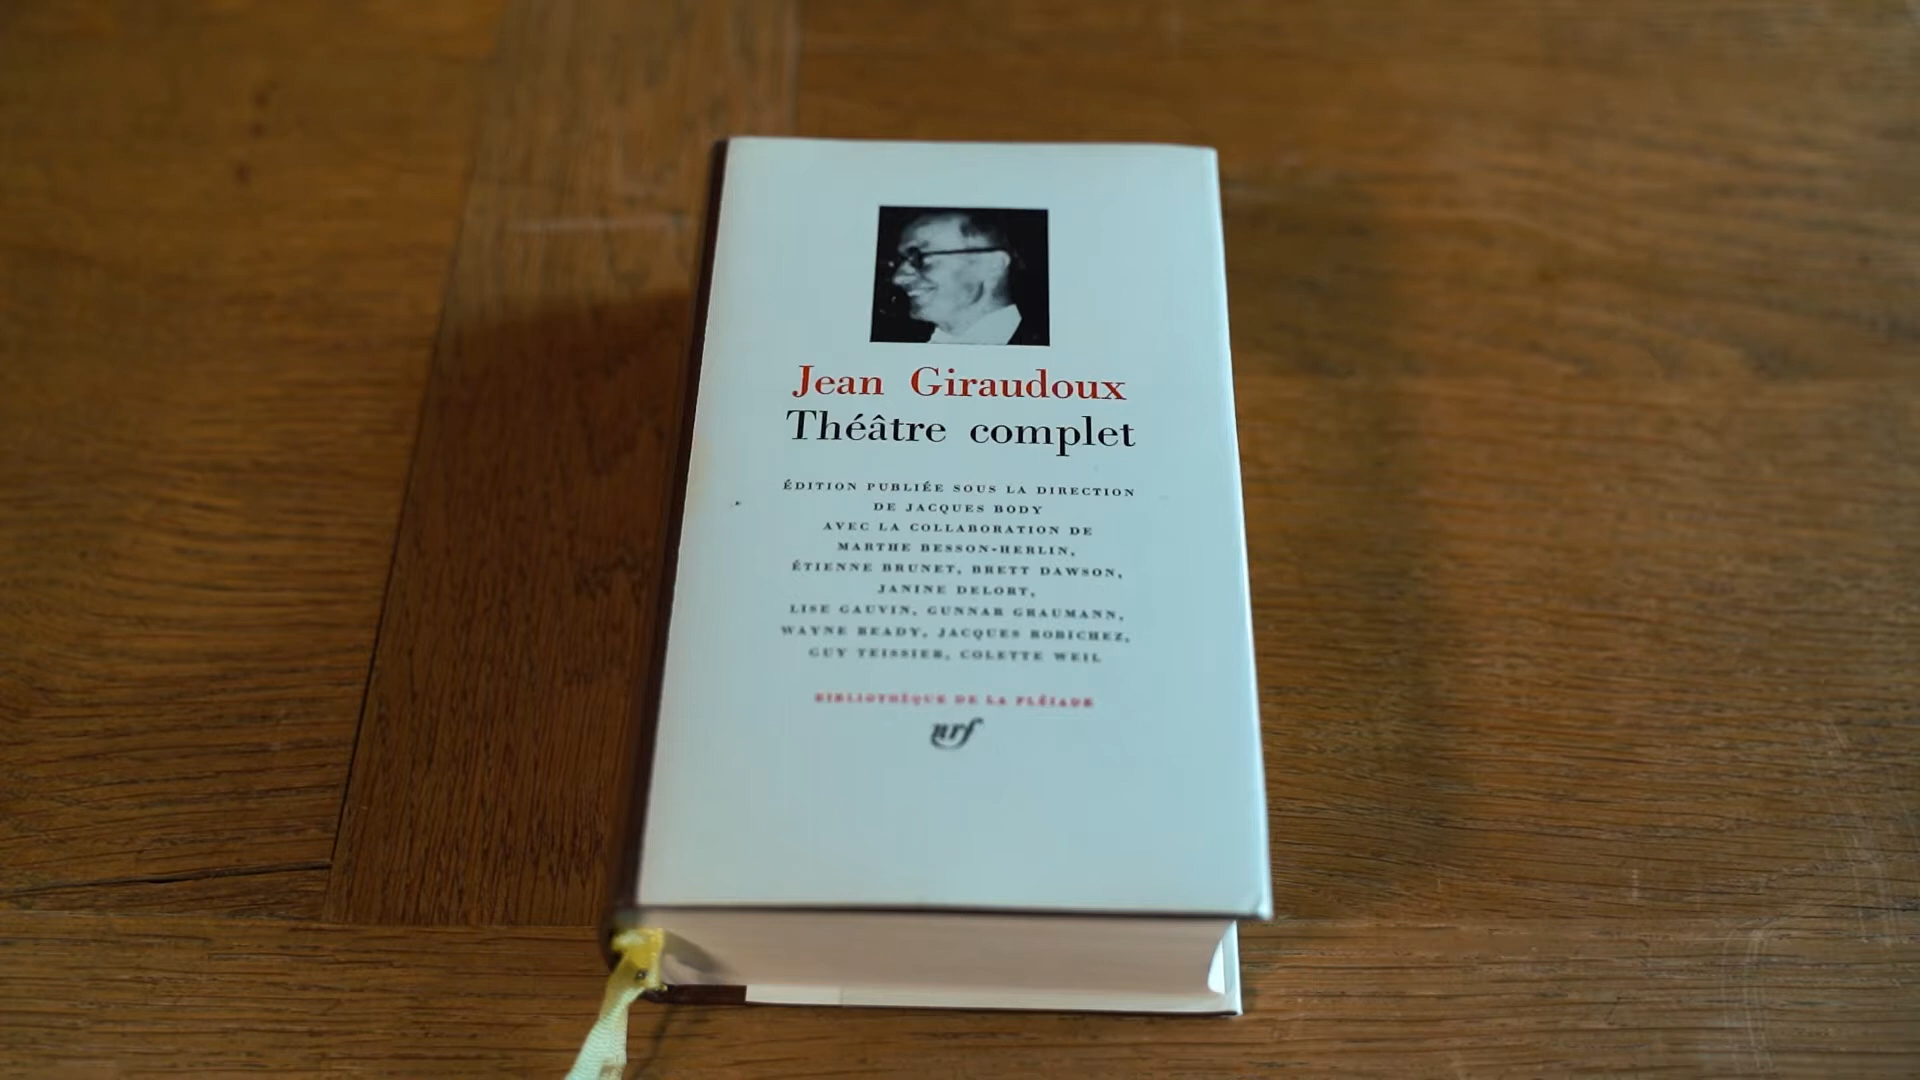 Jean Giraudoux
Théâtre complet
ÉDITION PUBLIÉE SOUS LA DIRECTION
DE JACQUES BODY
AVEC LA COLLABORATION DE
MARTHE BESSON-HERLIN,
ÉTIENNE BRUNET, BRETT DAWSON,
JANINE DELORT,
LISE GAUVIN, GUNNAR GRAUMANN,
WAYNE READY, JACQUES ROBICHEZ,
GUY TEISSIER, COLETTE WEIL
BIBLIOTHÈQUE DE LA PLÉIADE
nrf